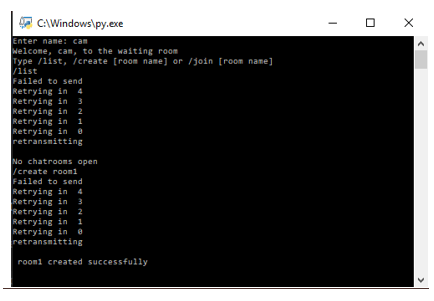 C:\Windows\py.exe
Enter name: cam
Welcome, cam, to the waiting room
Type /list, /create [room name] or /join [room name]
/list
Failed to send
Retrying in  4
Retrying in  3
Retrying in  2
Retrying in  1
Retrying in  0
retransmitting
No chatrooms open
/create room1
Failed to send
Retrying in  4
Retrying in  3
Retrying in  2
Retrying in  1
Retrying in  0
retransmitting
room1 created successfully